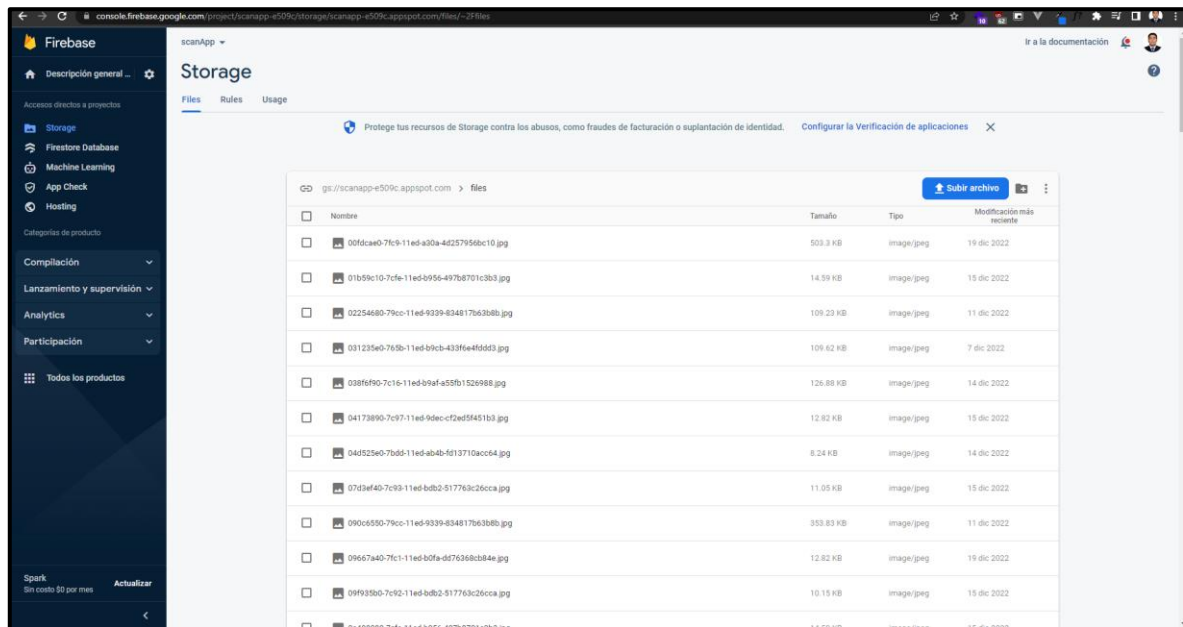 console.firebase.google.com/project/scanapp-e509c/storage/scanapp-e509c.appspot.com/files/~2Ffiles
Firebase
scanApp
Ir a la documentación
Descripción general ...
Storage
Accesos directos a proyectos
Files Rules Usage
Storage
Protege tus recursos de Storage contra los abusos, como fraudes de facturación o suplantación de identidad. Configurar la Verificación de aplicaciones
Firestore Database
Machine Learning
App Check
Hosting
Categorías de producto
Compilación
Lanzamiento y supervisión
Analytics
Participación
Todos los productos
Spark
Sin costo $0 por mes
Actualizar
gs://scanapp-e509c.appspot.com > files
Subir archivo
Nombre Tamaño Tipo Modificación más reciente
00fdcae0-7fc9-11ed-a30a-4d257956bc10.jpg 503.3 KB image/jpeg 19 dic 2022
01b59c10-7cfe-11ed-b956-497b8701c3b3.jpg 14.59 KB image/jpeg 15 dic 2022
02254680-79cc-11ed-9339-834817b63b8b.jpg 109.23 KB image/jpeg 11 dic 2022
031235e0-765b-11ed-b9cb-433f6e4fddd3.jpg 109.62 KB image/jpeg 7 dic 2022
038f6f90-7c16-11ed-b9af-a55fb1526988.jpg 126.88 KB image/jpeg 14 dic 2022
04173890-7c97-11ed-9dec-cf2ed5f451b3.jpg 12.82 KB image/jpeg 15 dic 2022
04d525e0-7bdd-11ed-ab4b-fd13710acc64.jpg 8.24 KB image/jpeg 14 dic 2022
07d3ef40-7c93-11ed-bdb2-517763c26cca.jpg 11.05 KB image/jpeg 15 dic 2022
090c6550-79cc-11ed-9339-834817b63b8b.jpg 353.83 KB image/jpeg 11 dic 2022
09667a40-7fc1-11ed-b0fa-dd76368cb84e.jpg 12.82 KB image/jpeg 19 dic 2022
09f935b0-7c92-11ed-bdb2-517763c26cca.jpg 10.15 KB image/jpeg 15 dic 2022